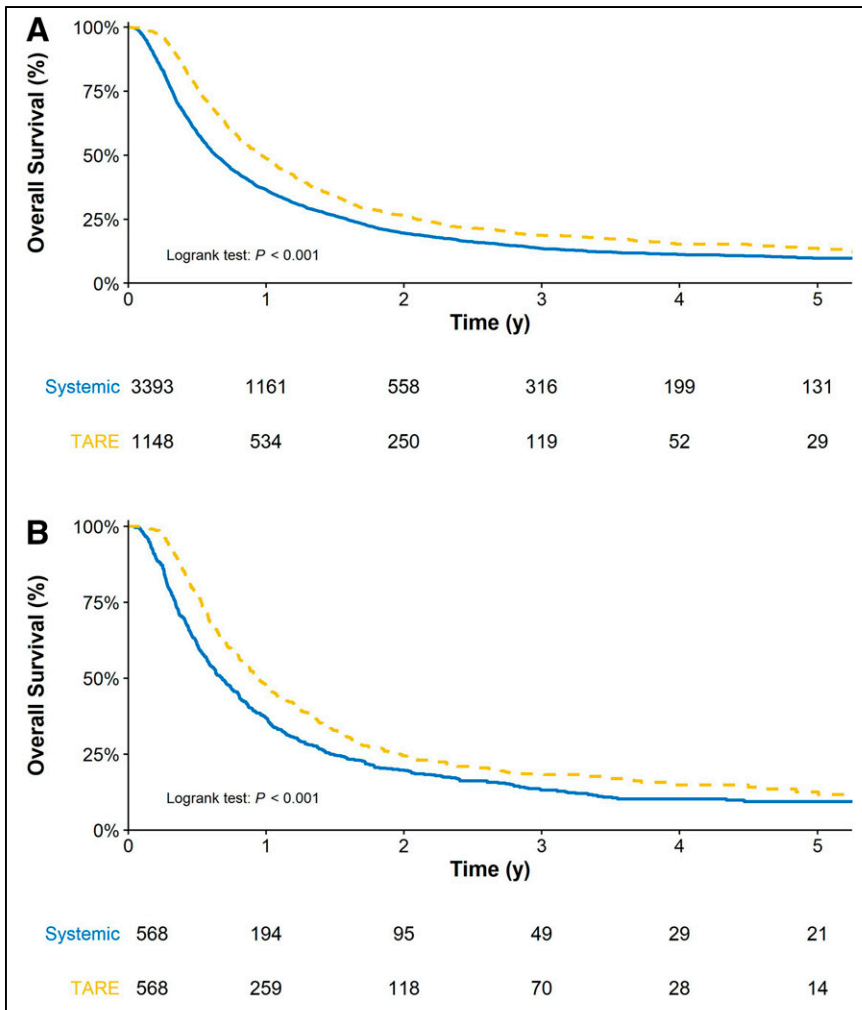 A
Overall Survival (%)
100%
75%
50%
25%
0%
Logrank test: P < 0.001
0 1 2 3 4 5
Time (y)
Systemic 3393 1161 558 316 199 131
TARE 1148 534 250 119 52 29
B
Overall Survival (%)
100%
75%
50%
25%
0%
Logrank test: P < 0.001
0 1 2 3 4 5
Time (y)
Systemic 568 194 95 49 29 21
TARE 568 259 118 70 28 14